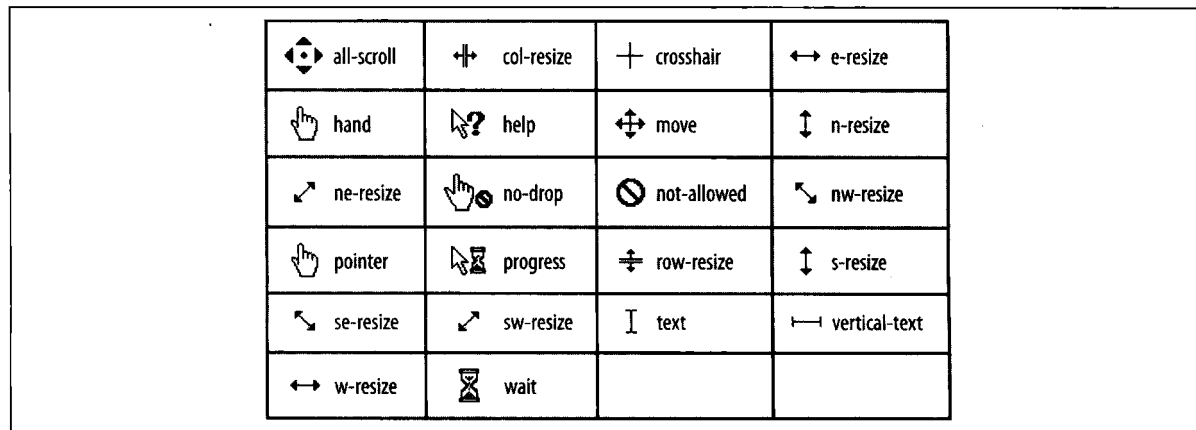 all-scroll col-resize crosshair e-resize
hand help move n-resize
ne-resize no-drop not-allowed nw-resize
pointer progress row-resize s-resize
se-resize sw-resize text vertical-text
w-resize wait